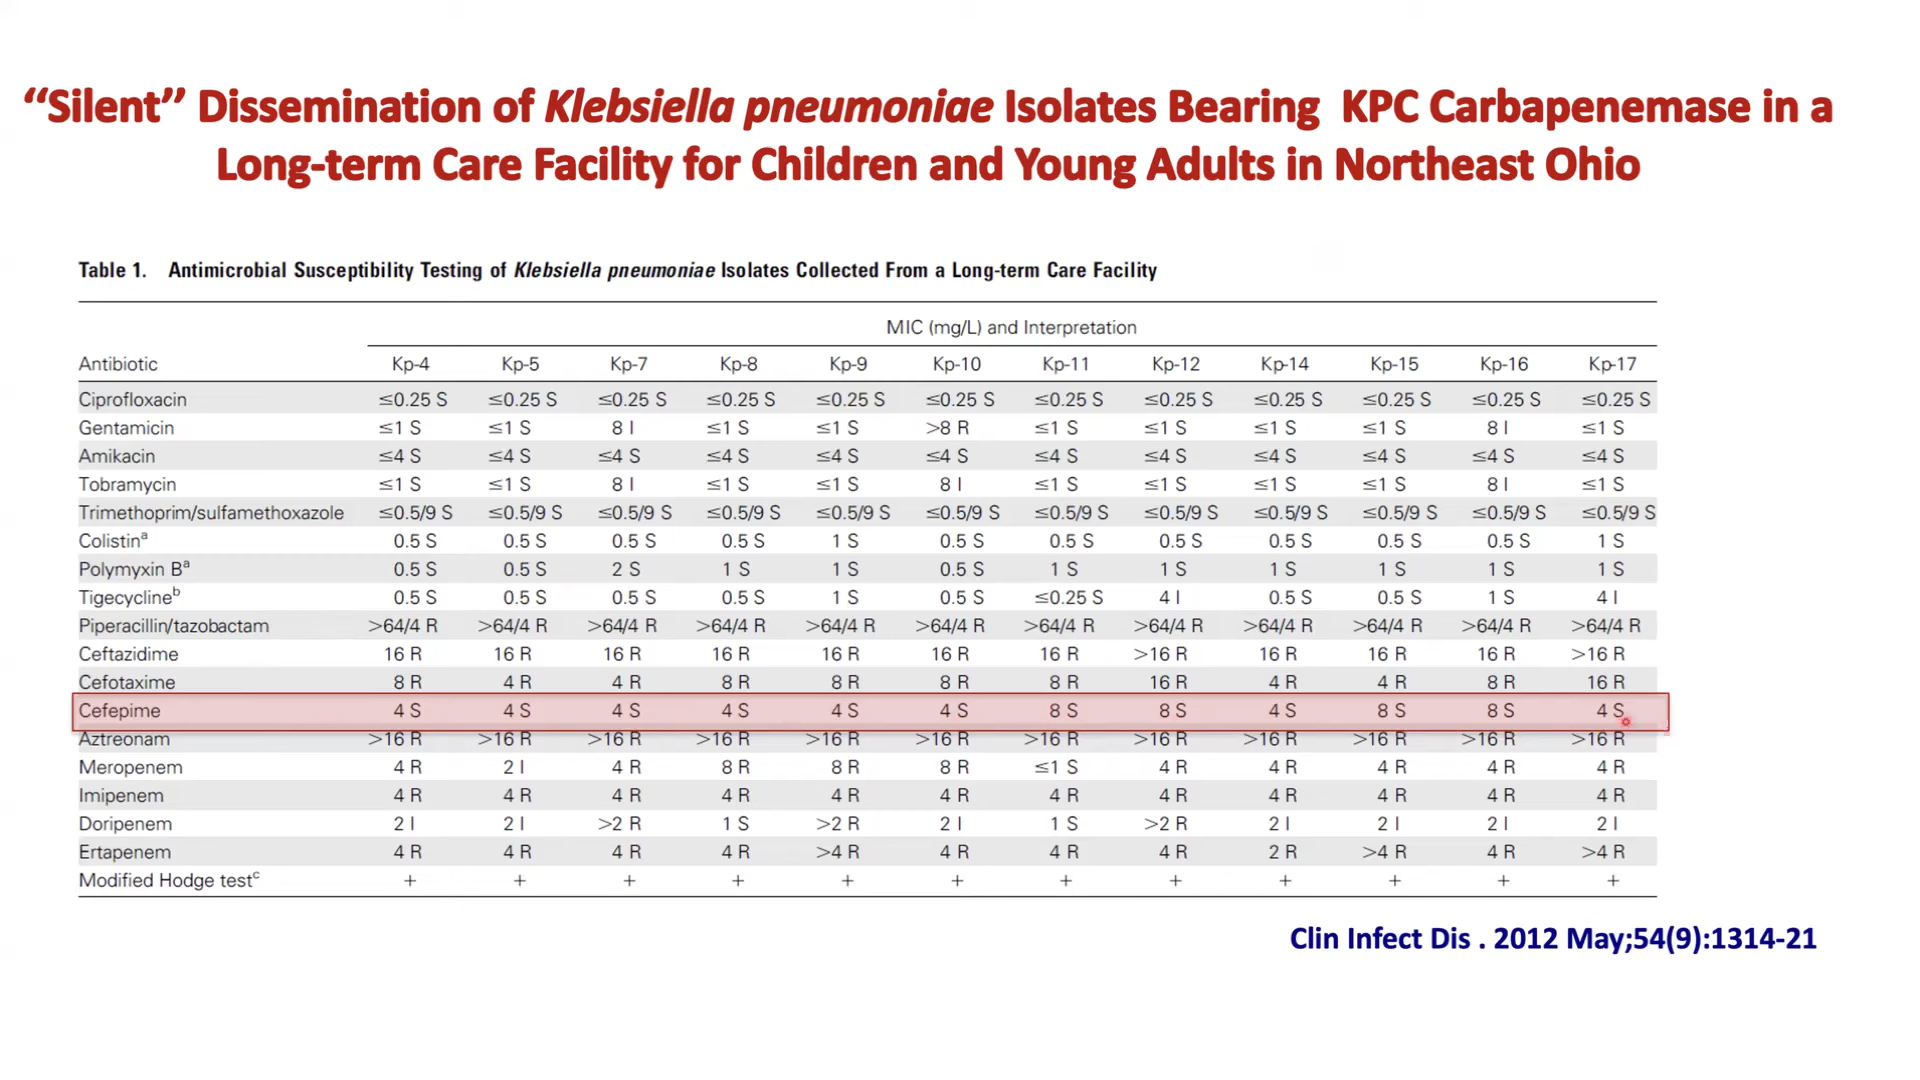 “Silent” Dissemination of Klebsiella pneumoniae Isolates Bearing KPC Carbapenemase in a
Long-term Care Facility for Children and Young Adults in Northeast Ohio
Table 1. Antimicrobial Susceptibility Testing of Klebsiella pneumoniae Isolates Collected From a Long-term Care Facility
MIC (mg/L) and Interpretation
Antibiotic Kp-4 Kp-5 Kp-7 Kp-8 Kp-9 Kp-10 Kp-11 Kp-12 Kp-14 Kp-15 Kp-16 Kp-17
Ciprofloxacin ≤0.25 S ≤0.25 S ≤0.25 S ≤0.25 S ≤0.25 S ≤0.25 S ≤0.25 S ≤0.25 S ≤0.25 S ≤0.25 S ≤0.25 S ≤0.25 S
Gentamicin ≤1 S ≤1 S 8 I ≤1 S ≤1 S >8 R ≤1 S ≤1 S ≤1 S ≤1 S 8 I ≤1 S
Amikacin ≤4 S ≤4 S ≤4 S ≤4 S ≤4 S ≤4 S ≤4 S ≤4 S ≤4 S ≤4 S ≤4 S ≤4 S
Tobramycin ≤1 S ≤1 S 8 I ≤1 S ≤1 S 8 I ≤1 S ≤1 S ≤1 S ≤1 S 8 I ≤1 S
Trimethoprim/sulfamethoxazole ≤0.5/9 S ≤0.5/9 S ≤0.5/9 S ≤0.5/9 S ≤0.5/9 S ≤0.5/9 S ≤0.5/9 S ≤0.5/9 S ≤0.5/9 S ≤0.5/9 S ≤0.5/9 S ≤0.5/9 S
Colistinᵃ 0.5 S 0.5 S 0.5 S 0.5 S 1 S 0.5 S 0.5 S 0.5 S 0.5 S 0.5 S 0.5 S 1 S
Polymyxin Bᵃ 0.5 S 0.5 S 2 S 1 S 1 S 0.5 S 1 S 1 S 1 S 1 S 1 S 1 S
Tigecyclineᵇ 0.5 S 0.5 S 0.5 S 0.5 S 1 S 0.5 S ≤0.25 S 4 I 0.5 S 0.5 S 1 S 4 I
Piperacillin/tazobactam >64/4 R >64/4 R >64/4 R >64/4 R >64/4 R >64/4 R >64/4 R >64/4 R >64/4 R >64/4 R >64/4 R >64/4 R
Ceftazidime 16 R 16 R 16 R 16 R 16 R 16 R 16 R >16 R 16 R 16 R 16 R >16 R
Cefotaxime 8 R 4 R 4 R 8 R 8 R 8 R 8 R 16 R 4 R 4 R 8 R 16 R
Cefepime 4 S 4 S 4 S 4 S 4 S 4 S 8 S 8 S 4 S 8 S 8 S 4 S
Aztreonam >16 R >16 R >16 R >16 R >16 R >16 R >16 R >16 R >16 R >16 R >16 R >16 R
Meropenem 4 R 2 I 4 R 8 R 8 R 8 R ≤1 S 4 R 4 R 4 R 4 R 4 R
Imipenem 4 R 4 R 4 R 4 R 4 R 4 R 4 R 4 R 4 R 4 R 4 R 4 R
Doripenem 2 I 2 I >2 R 1 S >2 R 2 I 1 S >2 R 2 I 2 I 2 I 2 I
Ertapenem 4 R 4 R 4 R 4 R >4 R 4 R 4 R 4 R 2 R >4 R 4 R >4 R
Modified Hodge testᶜ + + + + + + + + + + + +
Clin Infect Dis . 2012 May;54(9):1314-21